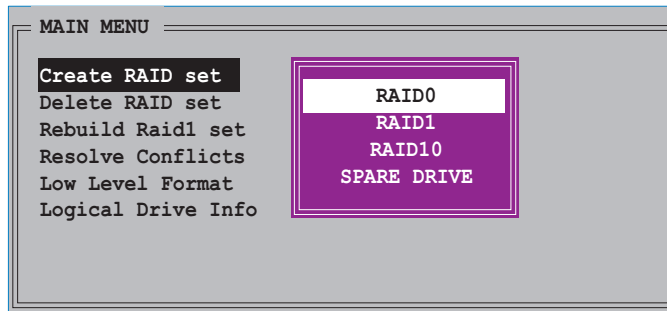 MAIN MENU
Create RAID set
Delete RAID set
Rebuild Raid1 set
Resolve Conflicts
Low Level Format
Logical Drive Info
RAID0
RAID1
RAID10
SPARE DRIVE